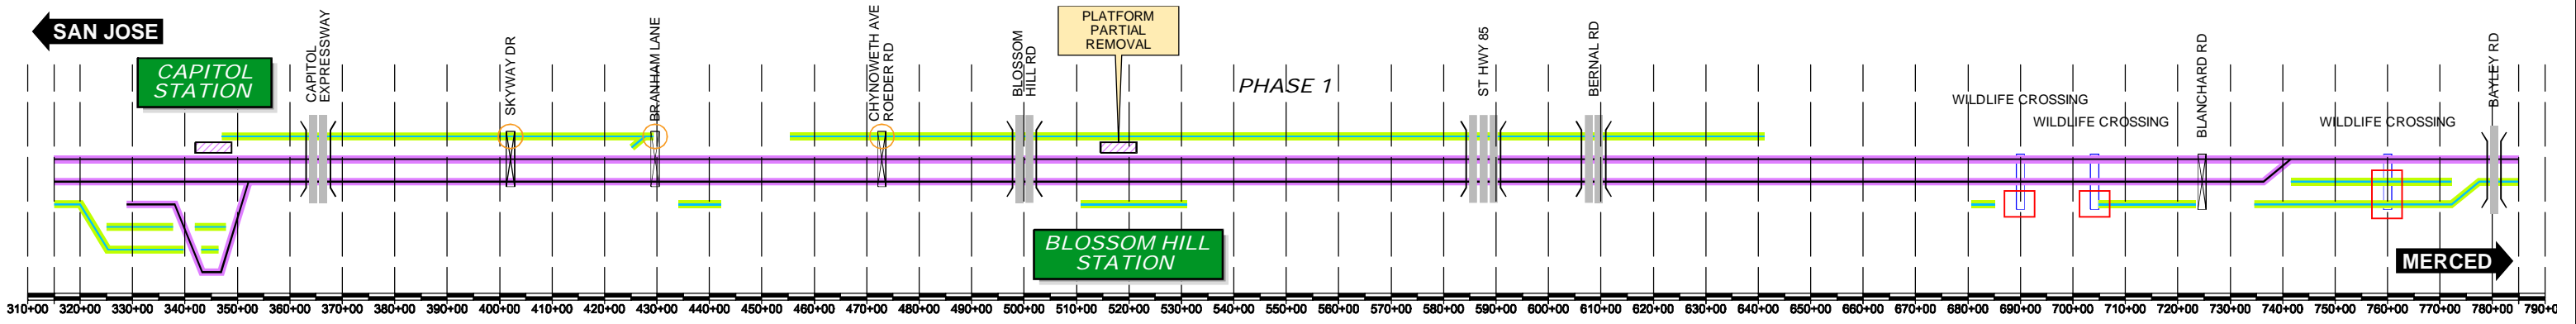 SAN JOSE
CAPITOL
STATION
CAPITOL
EXPRESSWAY
SKYWAY DR
BRANHAM LANE
CHYNOWETH AVE
ROEDER RD
BLOSSOM
HILL RD
PLATFORM
PARTIAL
REMOVAL
PHASE 1
ST HWY 85
BERNAL RD
WILDLIFE CROSSING
WILDLIFE CROSSING
BLANCHARD RD
WILDLIFE CROSSING
BAYLEY RD
BLOSSOM HILL
STATION
MERCED
310+00 320+00 330+00 340+00 350+00 360+00 370+00 380+00 390+00 400+00 410+00 420+00 430+00 440+00 450+00 460+00 470+00 480+00 490+00 500+00 510+00 520+00 530+00 540+00 550+00 560+00 570+00 580+00 590+00 600+00 610+00 620+00 630+00 640+00 650+00 660+00 670+00 680+00 690+00 700+00 710+00 720+00 730+00 740+00 750+00 760+00 770+00 780+00 790+0